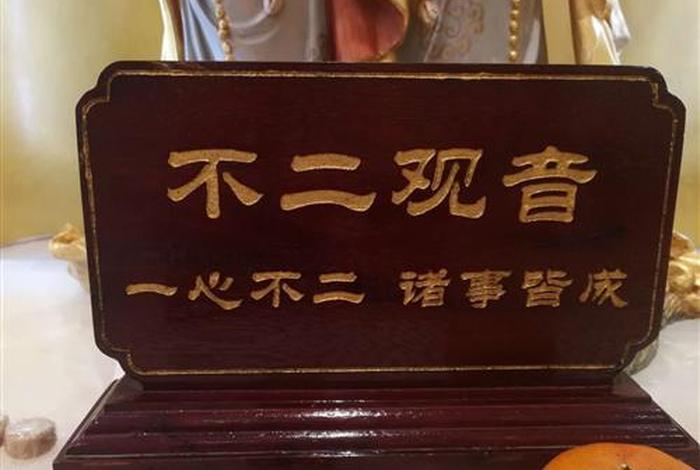 不二观音
一心不二 诸事皆成